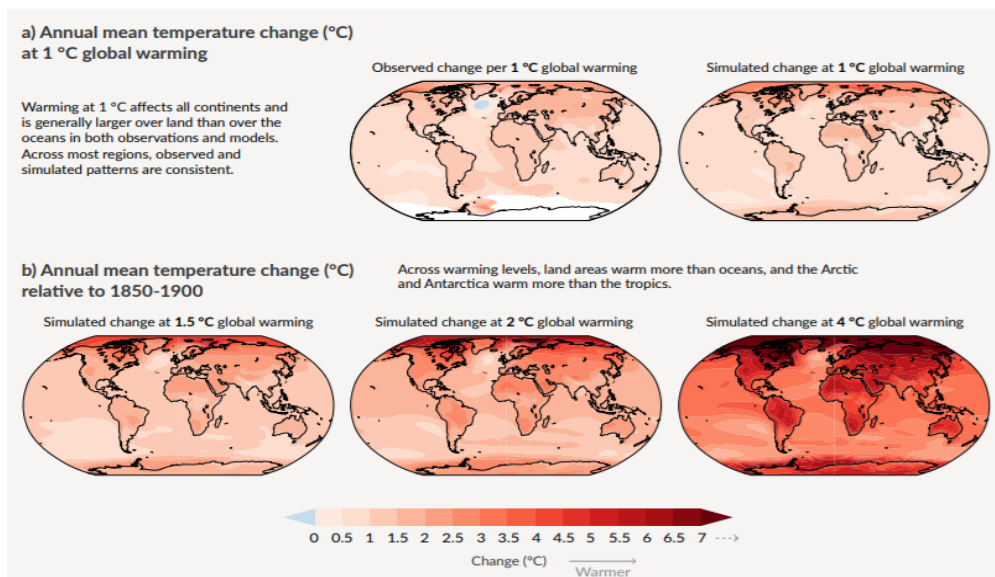 a) Annual mean temperature change (°C)
at 1 °C global warming
Warming at 1 °C affects all continents and
is generally larger over land than over the
oceans in both observations and models.
Across most regions, observed and
simulated patterns are consistent.
Observed change per 1 °C global warming
Simulated change at 1 °C global warming
b) Annual mean temperature change (°C)
relative to 1850-1900
Across warming levels, land areas warm more than oceans, and the Arctic
and Antarctica warm more than the tropics.
Simulated change at 1.5 °C global warming
Simulated change at 2 °C global warming
Simulated change at 4 °C global warming
0 0.5 1 1.5 2 2.5 3 3.5 4 4.5 5 5.5 6 6.5 7
Change (°C)
Warmer